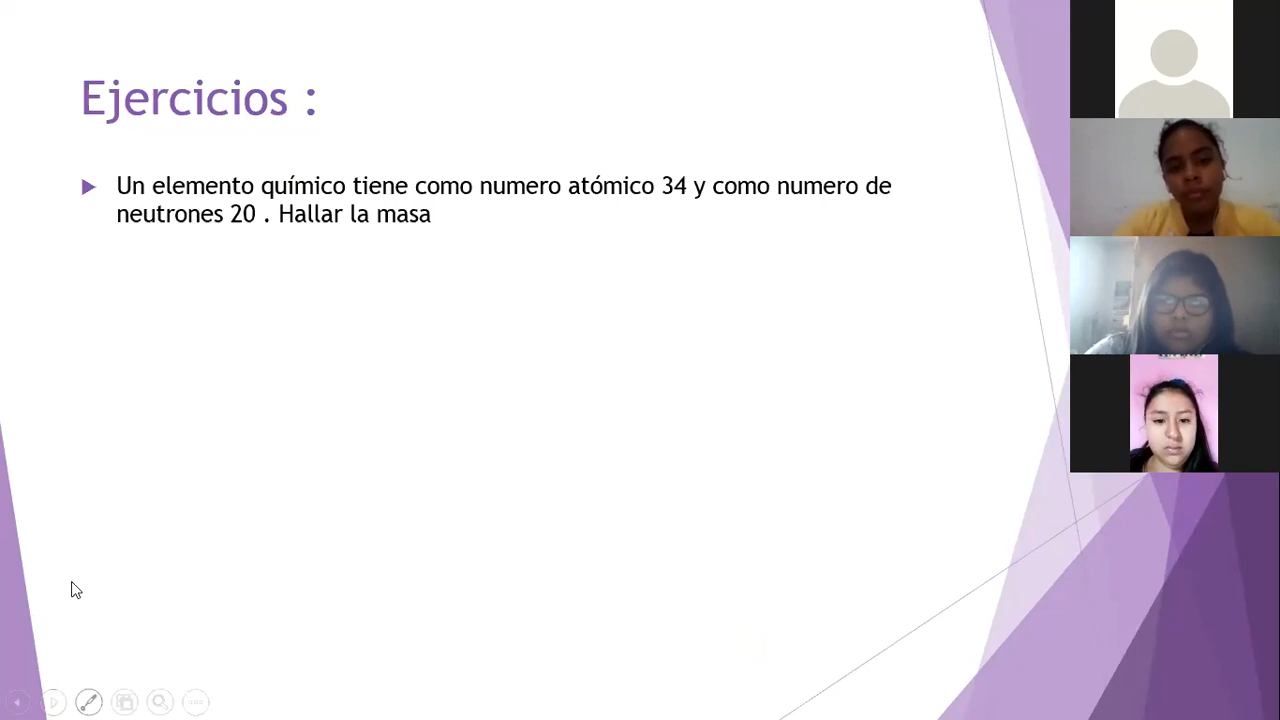 Ejercicios :
Un elemento químico tiene como numero atómico 34 y como numero de
neutrones 20 . Hallar la masa